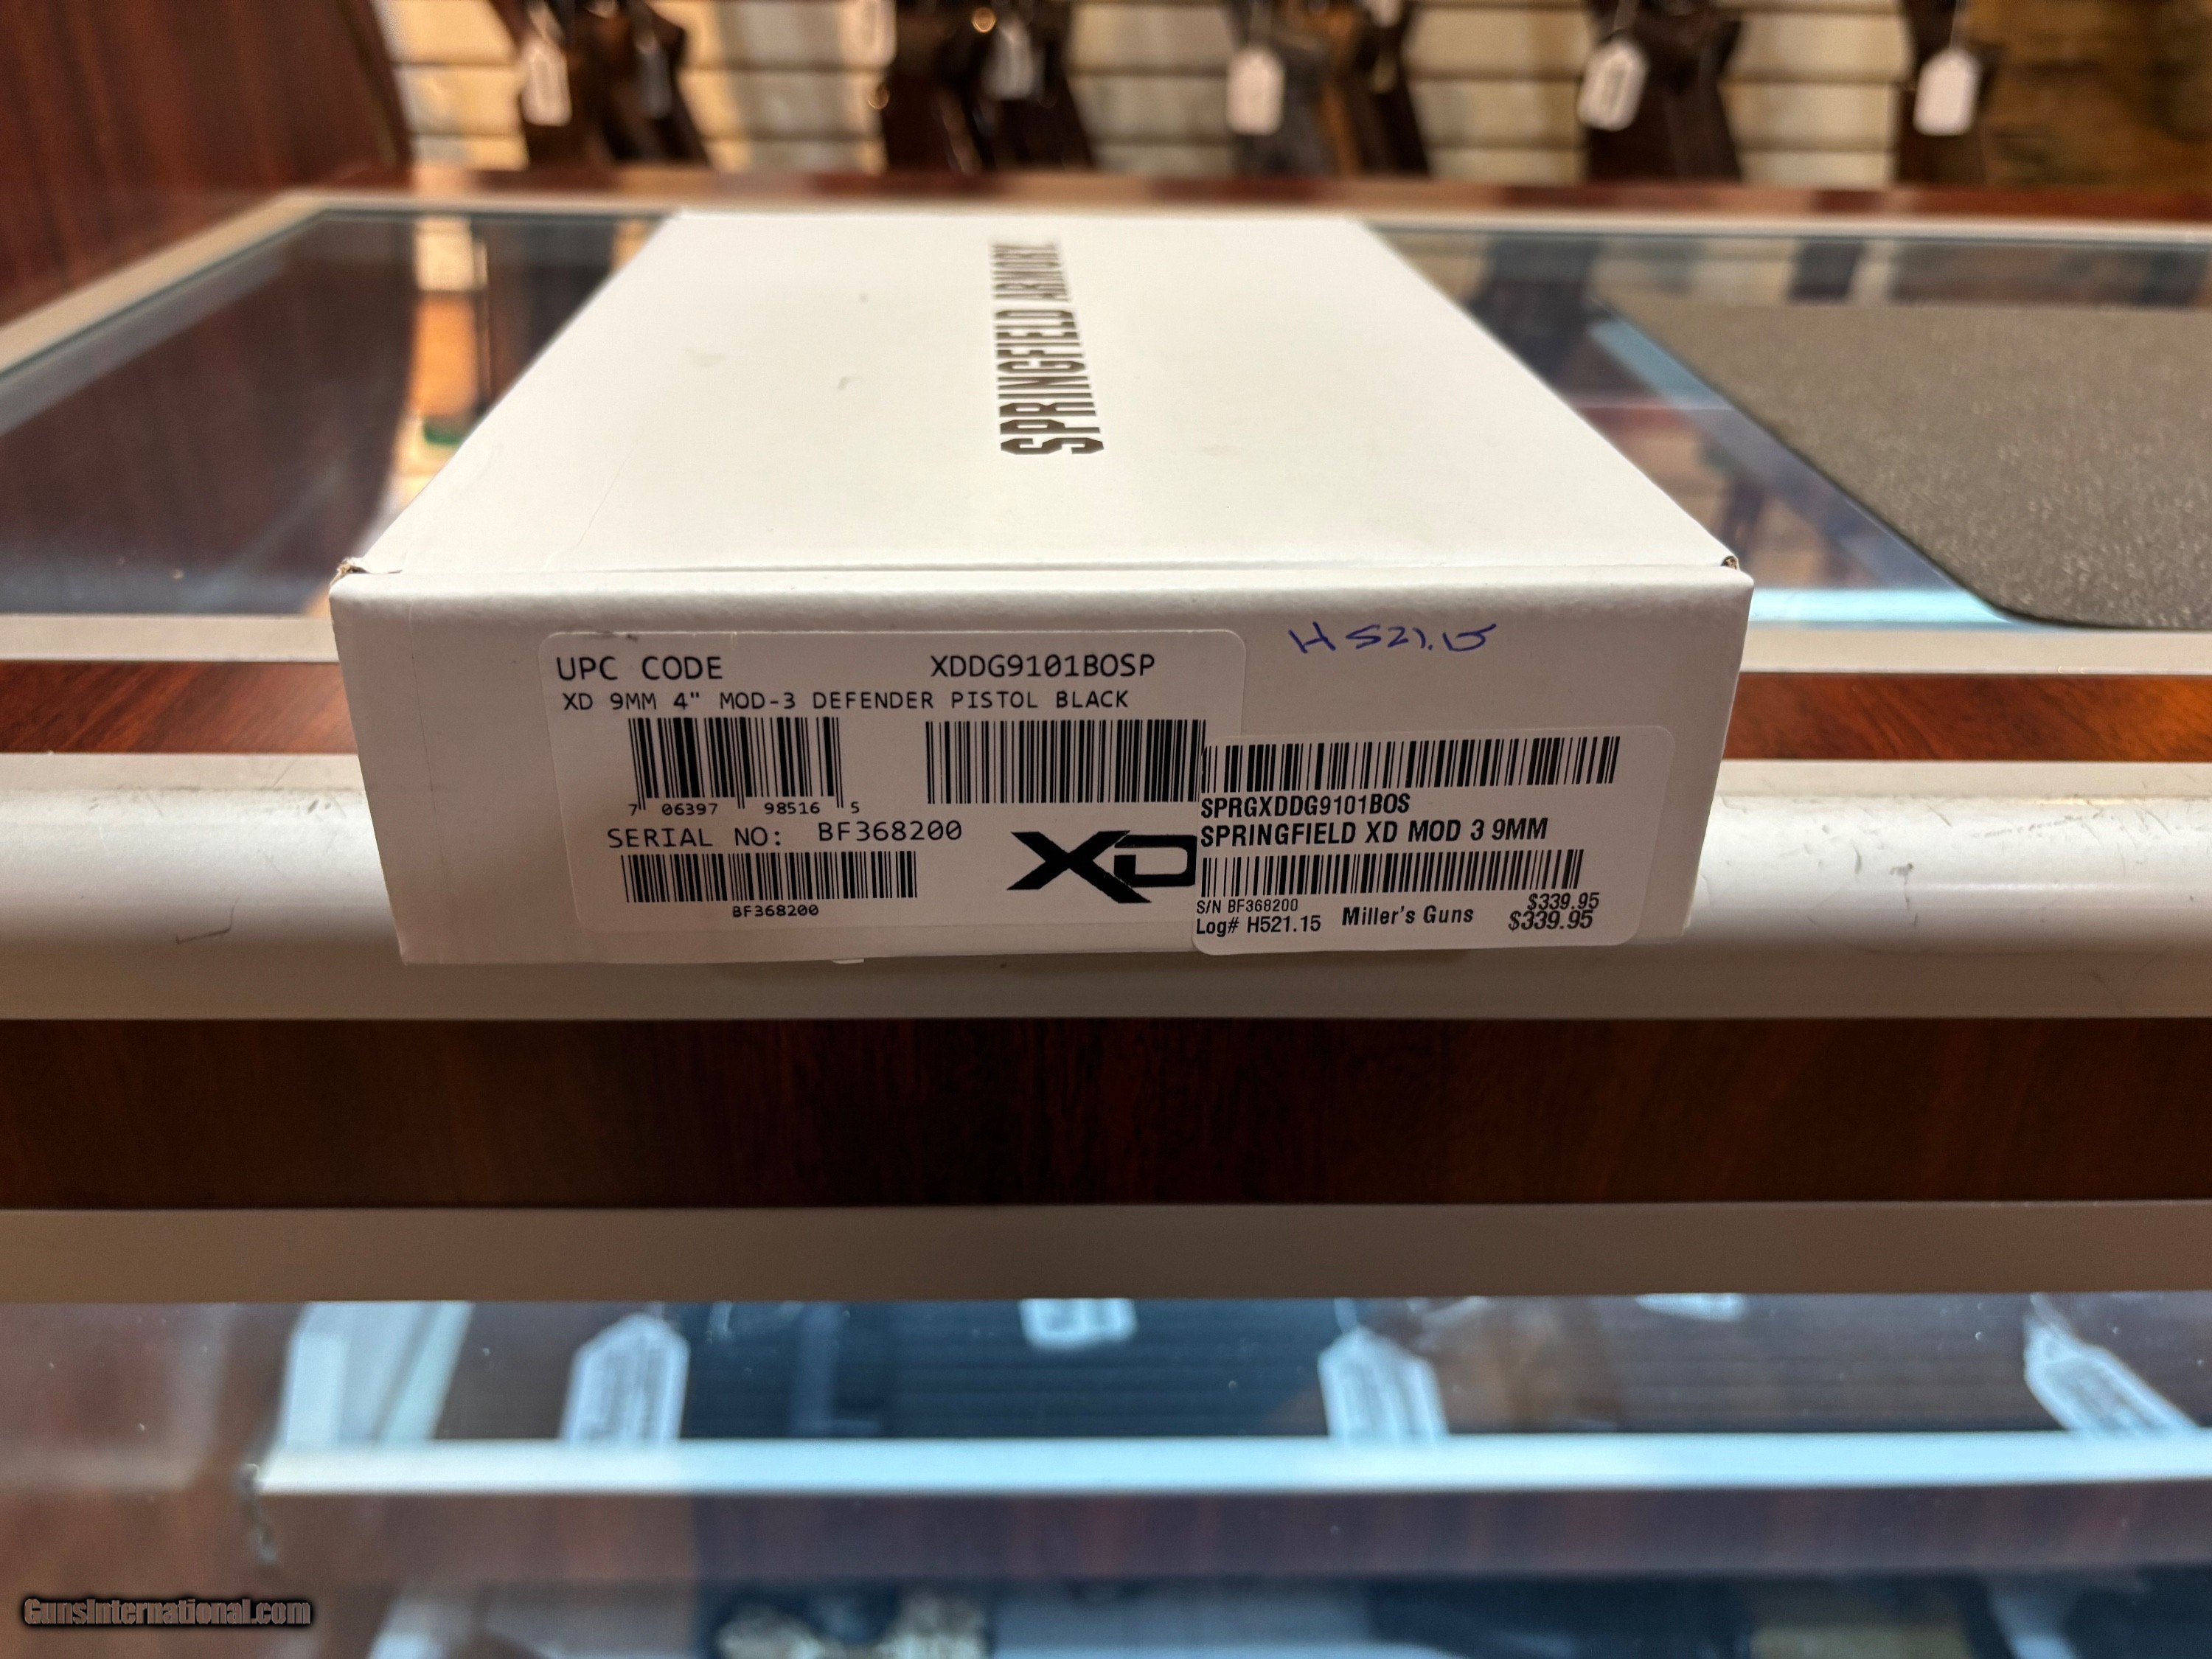 SPRINGFIELD ARMORY
H521.15
UPC CODE XDDG9101BOSP
XD 9MM 4" MOD-3 DEFENDER PISTOL BLACK
7 06397 98516 5
SERIAL NO: BF368200
BF368200
XD
SPRGXDDG9101BOS
SPRINGFIELD XD MOD 3 9MM
S/N BF368200 $339.95
Log# H521.15 Miller's Guns $339.95
GunsInternational.com